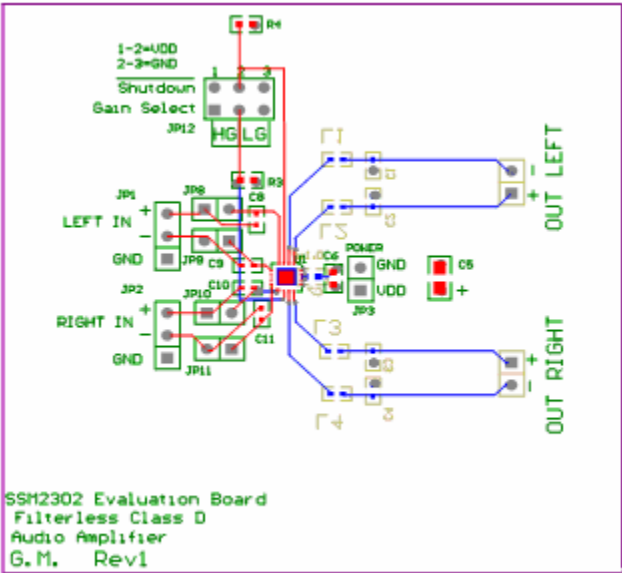 R4
1-2=VDD
2-3=GND
1 2 3
Shutdown
Gain Select
JP12
HG LG
R3
JP1
JP8
C8
LEFT IN
+
−
GND
JP9
C9
JP2
C10
JP10
RIGHT IN
+
−
GND
JP11
C11
U1
L1
L2
C6
POWER
GND
VDD
JP3
C5
+
L3
L4
−
+
OUT LEFT
+
−
OUT RIGHT
SSM2302 Evaluation Board
Filterless Class D
Audio Amplifier
G.M. Rev1